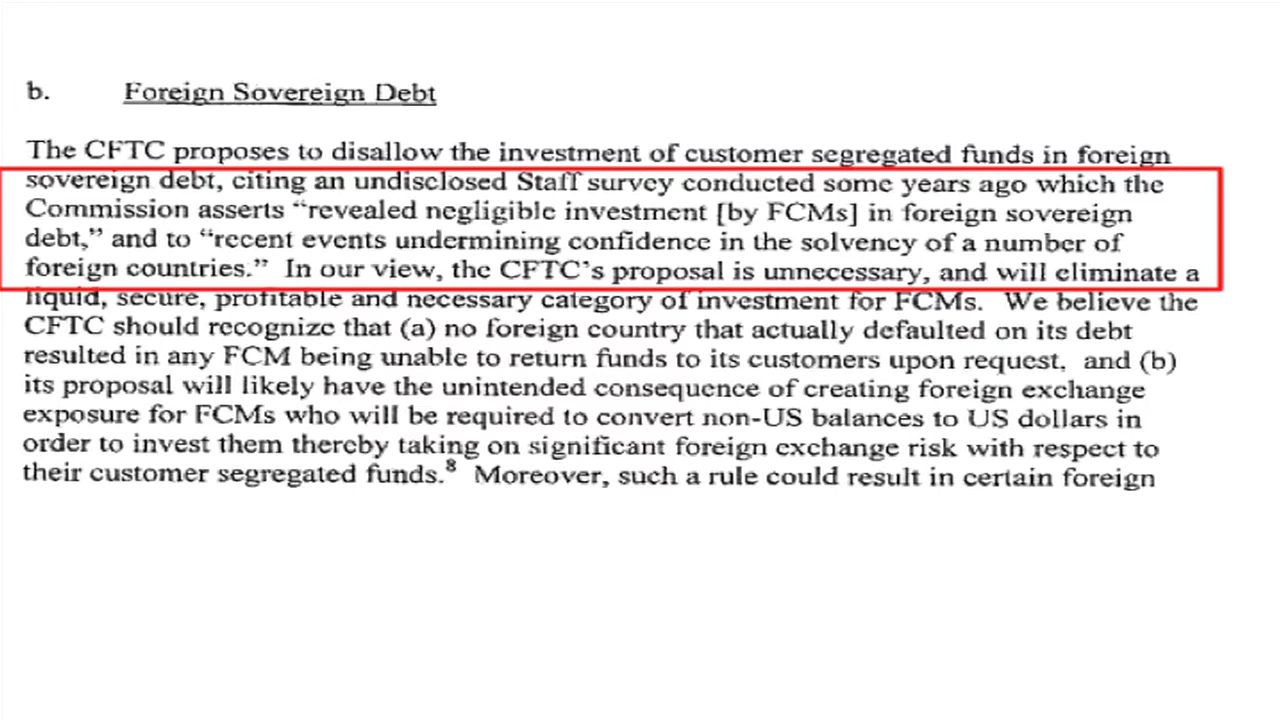 b. Foreign Sovereign Debt
The CFTC proposes to disallow the investment of customer segregated funds in foreign
sovereign debt, citing an undisclosed Staff survey conducted some years ago which the
Commission asserts “revealed negligible investment [by FCMs] in foreign sovereign
debt,” and to “recent events undermining confidence in the solvency of a number of
foreign countries.” In our view, the CFTC’s proposal is unnecessary, and will eliminate a
liquid, secure, profitable and necessary category of investment for FCMs. We believe the
CFTC should recognize that (a) no foreign country that actually defaulted on its debt
resulted in any FCM being unable to return funds to its customers upon request, and (b)
its proposal will likely have the unintended consequence of creating foreign exchange
exposure for FCMs who will be required to convert non-US balances to US dollars in
order to invest them thereby taking on significant foreign exchange risk with respect to
their customer segregated funds.⁸ Moreover, such a rule could result in certain foreign